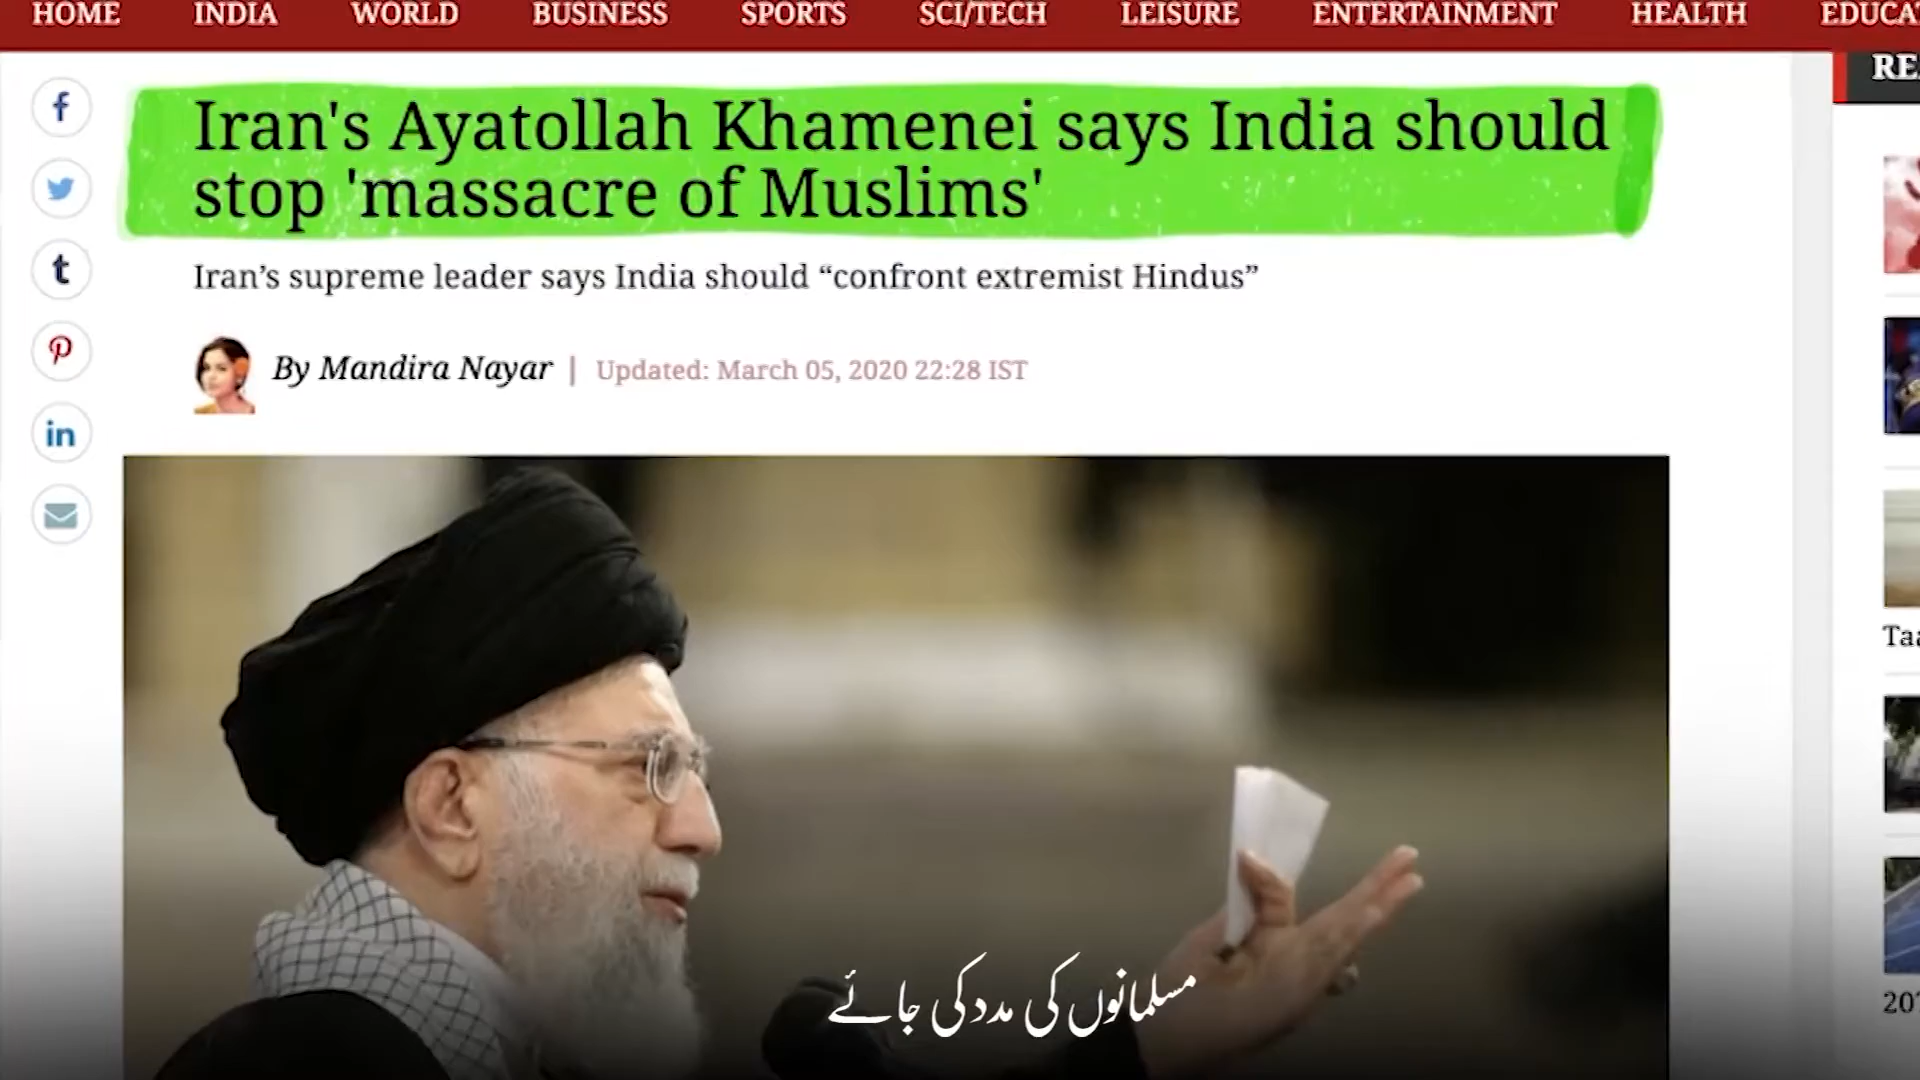 HOME INDIA WORLD BUSINESS SPORTS SCI/TECH LEISURE ENTERTAINMENT HEALTH
Iran's Ayatollah Khamenei says India should
stop 'massacre of Muslims'
Iran’s supreme leader says India should “confront extremist Hindus”
By Mandira Nayar | Updated: March 05, 2020 22:28 IST
مسلمانوں کی مدد کی جائے